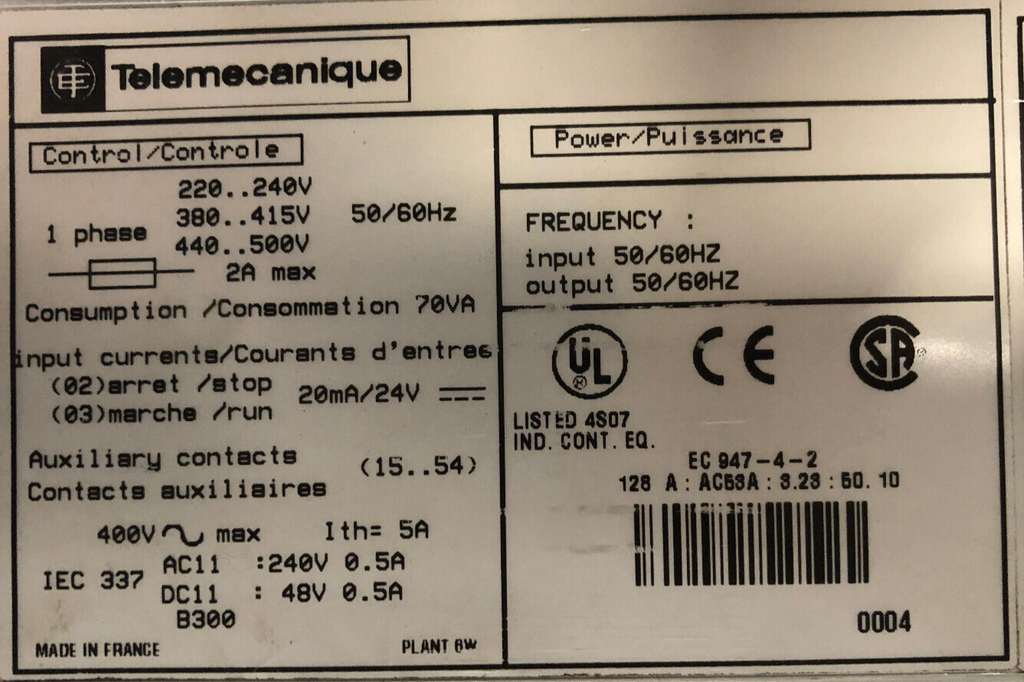 Telemecanique
Control/Controle
220..240V
1 phase 380..415V 50/60Hz
440..500V
2A max
Consumption /Consommation 70VA
input currents/Courants d'entree
(02)arret /stop
20mA/24V
(03)marche /run
Auxiliary contacts
(15..54)
Contacts auxiliaires
400V max Ith= 5A
IEC 337 AC11 :240V 0.5A
DC11 : 48V 0.5A
B300
MADE IN FRANCE PLANT 6W
Power/Puissance
FREQUENCY :
input 50/60HZ
output 50/60HZ
UL ® CE SA ®
LISTED 4S07
IND. CONT. EQ.
EC 947-4-2
128 A: AC53A : 3.23 : 50. 10
0004